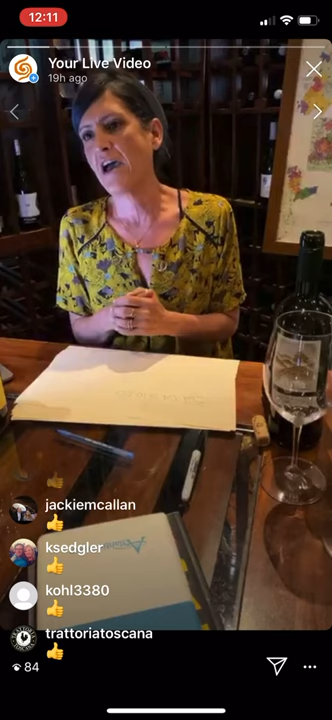 12:11
Your Live Video
19h ago
jackiemcallan
ksedgler
kohl3380
trattoriatoscana
84